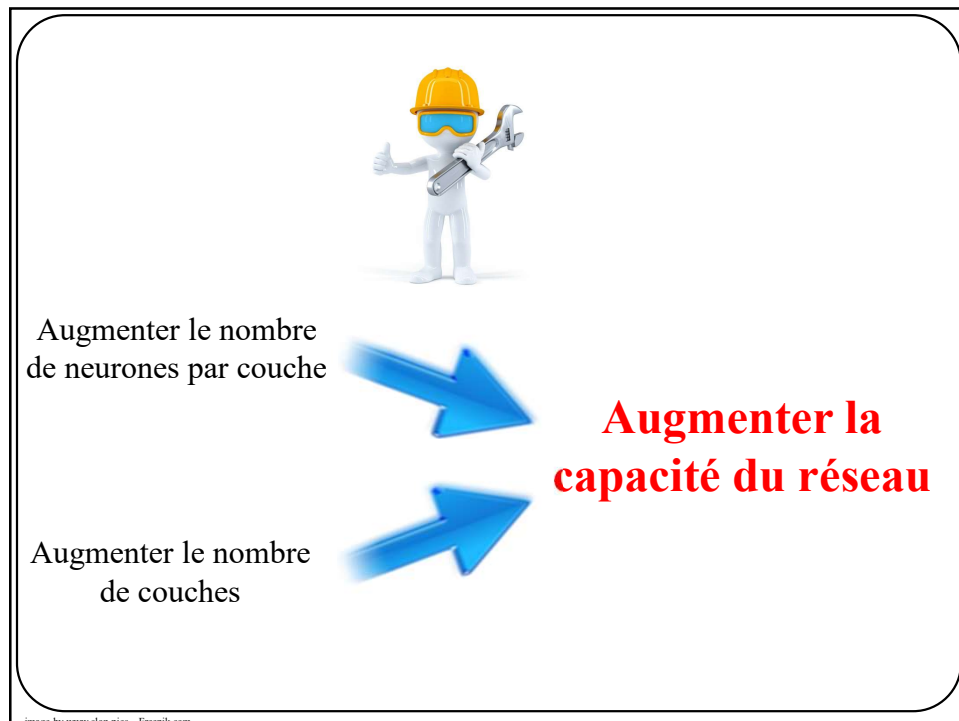 Augmenter le nombre
de neurones par couche
Augmenter la
capacité du réseau
Augmenter le nombre
de couches